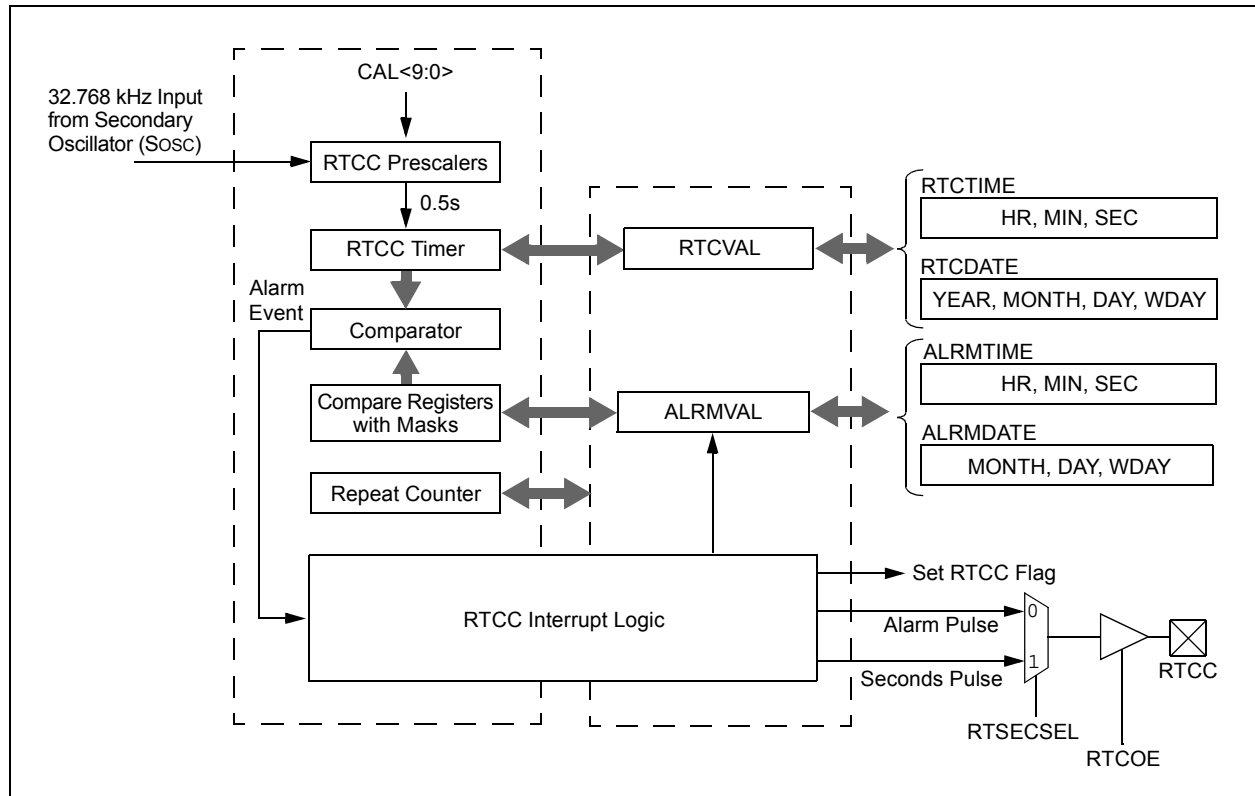 CAL<9:0>
32.768 kHz Input
from Secondary
Oscillator (SOSC)
RTCC Prescalers
0.5s
RTCC Timer
Alarm
Event
Comparator
Compare Registers
with Masks
Repeat Counter
RTCVAL
ALRMVAL
RTCTIME
HR, MIN, SEC
RTCDATE
YEAR, MONTH, DAY, WDAY
ALRMTIME
HR, MIN, SEC
ALRMDATE
MONTH, DAY, WDAY
RTCC Interrupt Logic
Set RTCC Flag
Alarm Pulse
0
Seconds Pulse
1
RTCC
RTSECSEL
RTCOE